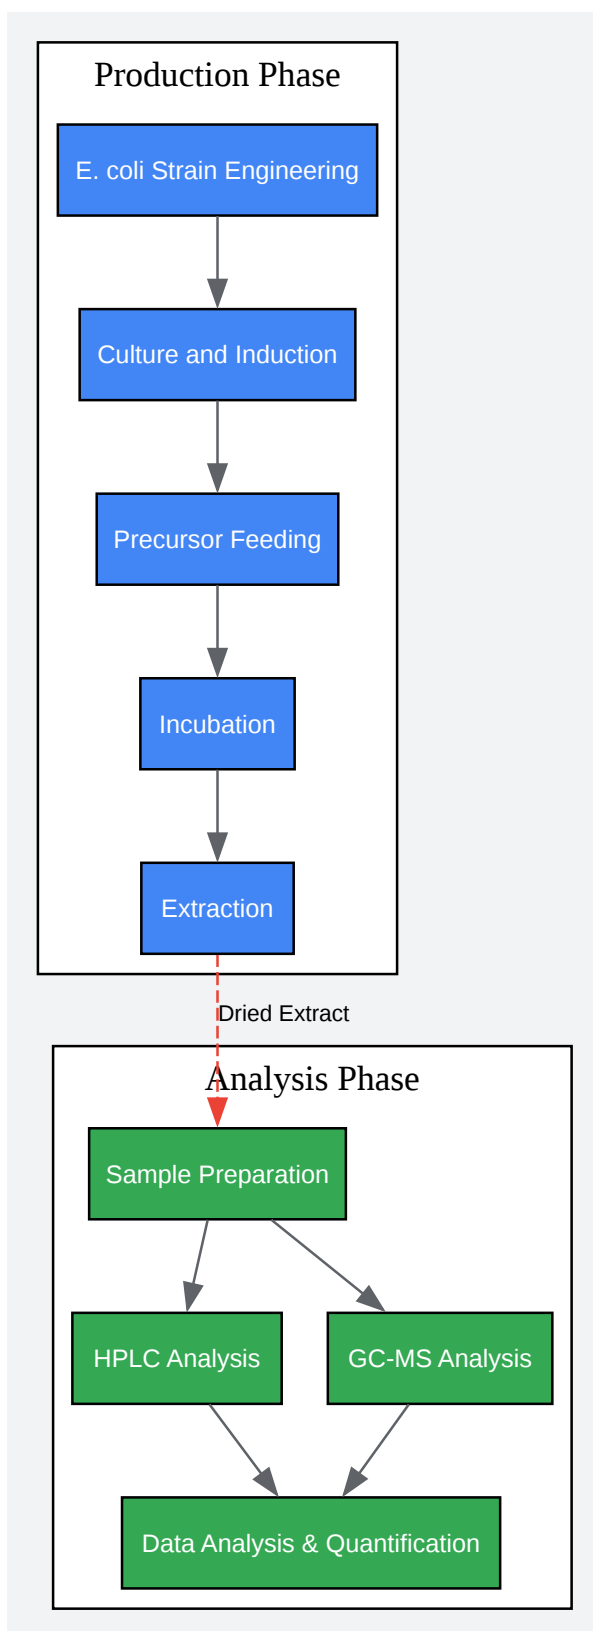 Production Phase
E. coli Strain Engineering
Culture and Induction
Precursor Feeding
Incubation
Extraction
Dried Extract
Analysis Phase
Sample Preparation
HPLC Analysis
GC-MS Analysis
Data Analysis & Quantification